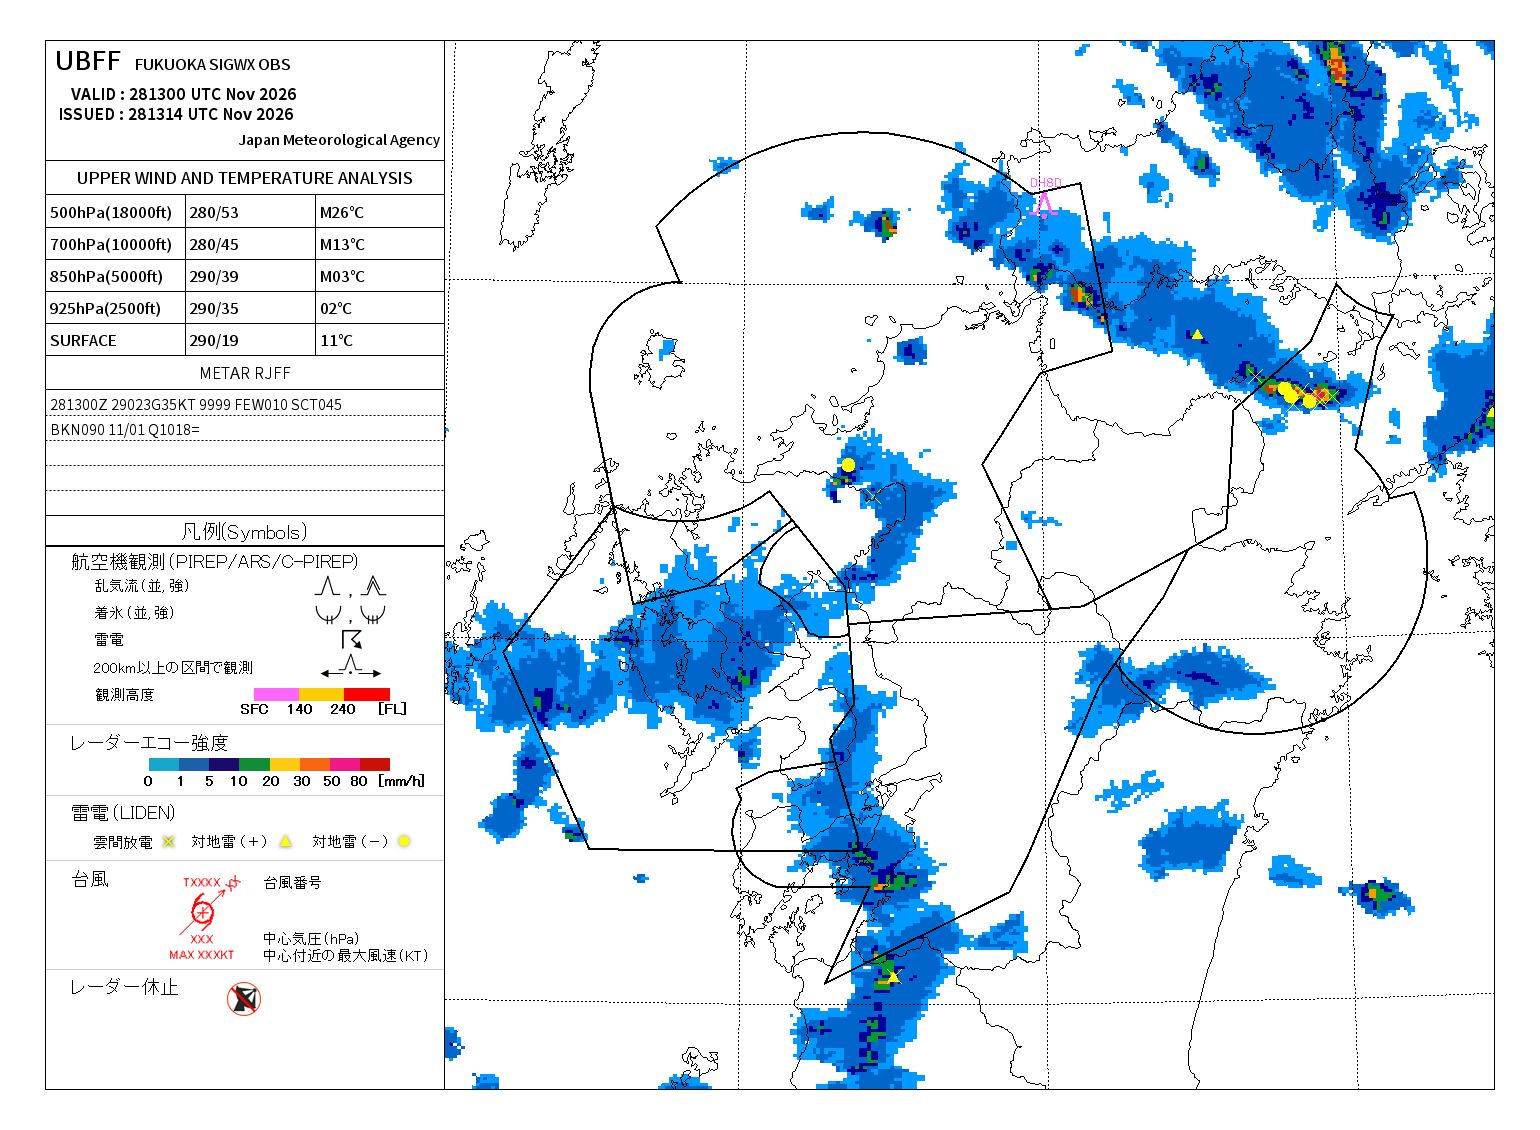 UBFF FUKUOKA SIGWX OBS
VALID : 281300 UTC Nov 2026
ISSUED : 281314 UTC Nov 2026
Japan Meteorological Agency
UPPER WIND AND TEMPERATURE ANALYSIS
500hPa(18000ft) 280/53 M26℃
700hPa(10000ft) 280/45 M13℃
850hPa(5000ft) 290/39 M03℃
925hPa(2500ft) 290/35 02℃
SURFACE 290/19 11℃
METAR RJFF
281300Z 29023G35KT 9999 FEW010 SCT045
BKN090 11/01 Q1018=
凡例(Symbols)
航空機観測(PIREP/ARS/C-PIREP)
乱気流(並,強) ,
着氷(並,強) ,
雷電
200km以上の区間で観測
観測高度
SFC 140 240 [FL]
レーダーエコー強度
0 1 5 10 20 30 50 80 [mm/h]
雷電(LIDEN)
雲間放電 対地雷(+) 対地雷(-)
台風
TXXXX 台風番号
XXX 中心気圧(hPa)
MAX XXXKT 中心付近の最大風速(KT)
レーダー休止
DH8D